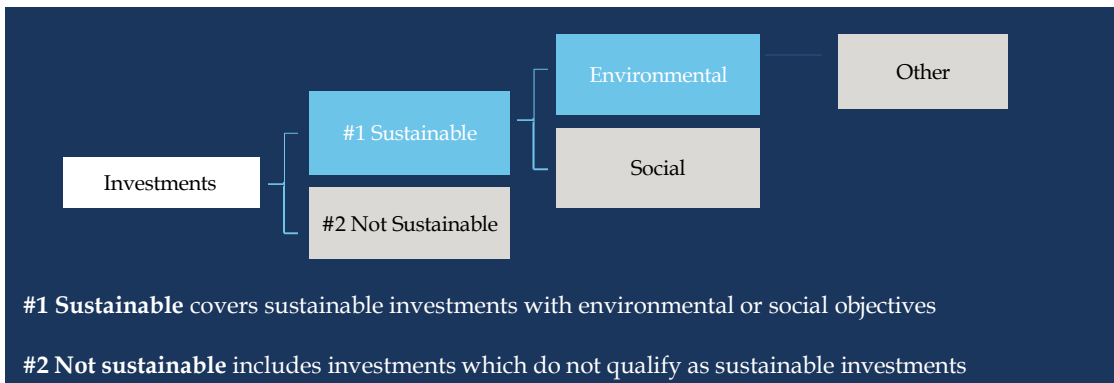 Environmental
Other
#1 Sustainable
Social
Investments
#2 Not Sustainable
#1 Sustainable covers sustainable investments with environmental or social objectives
#2 Not sustainable includes investments which do not qualify as sustainable investments